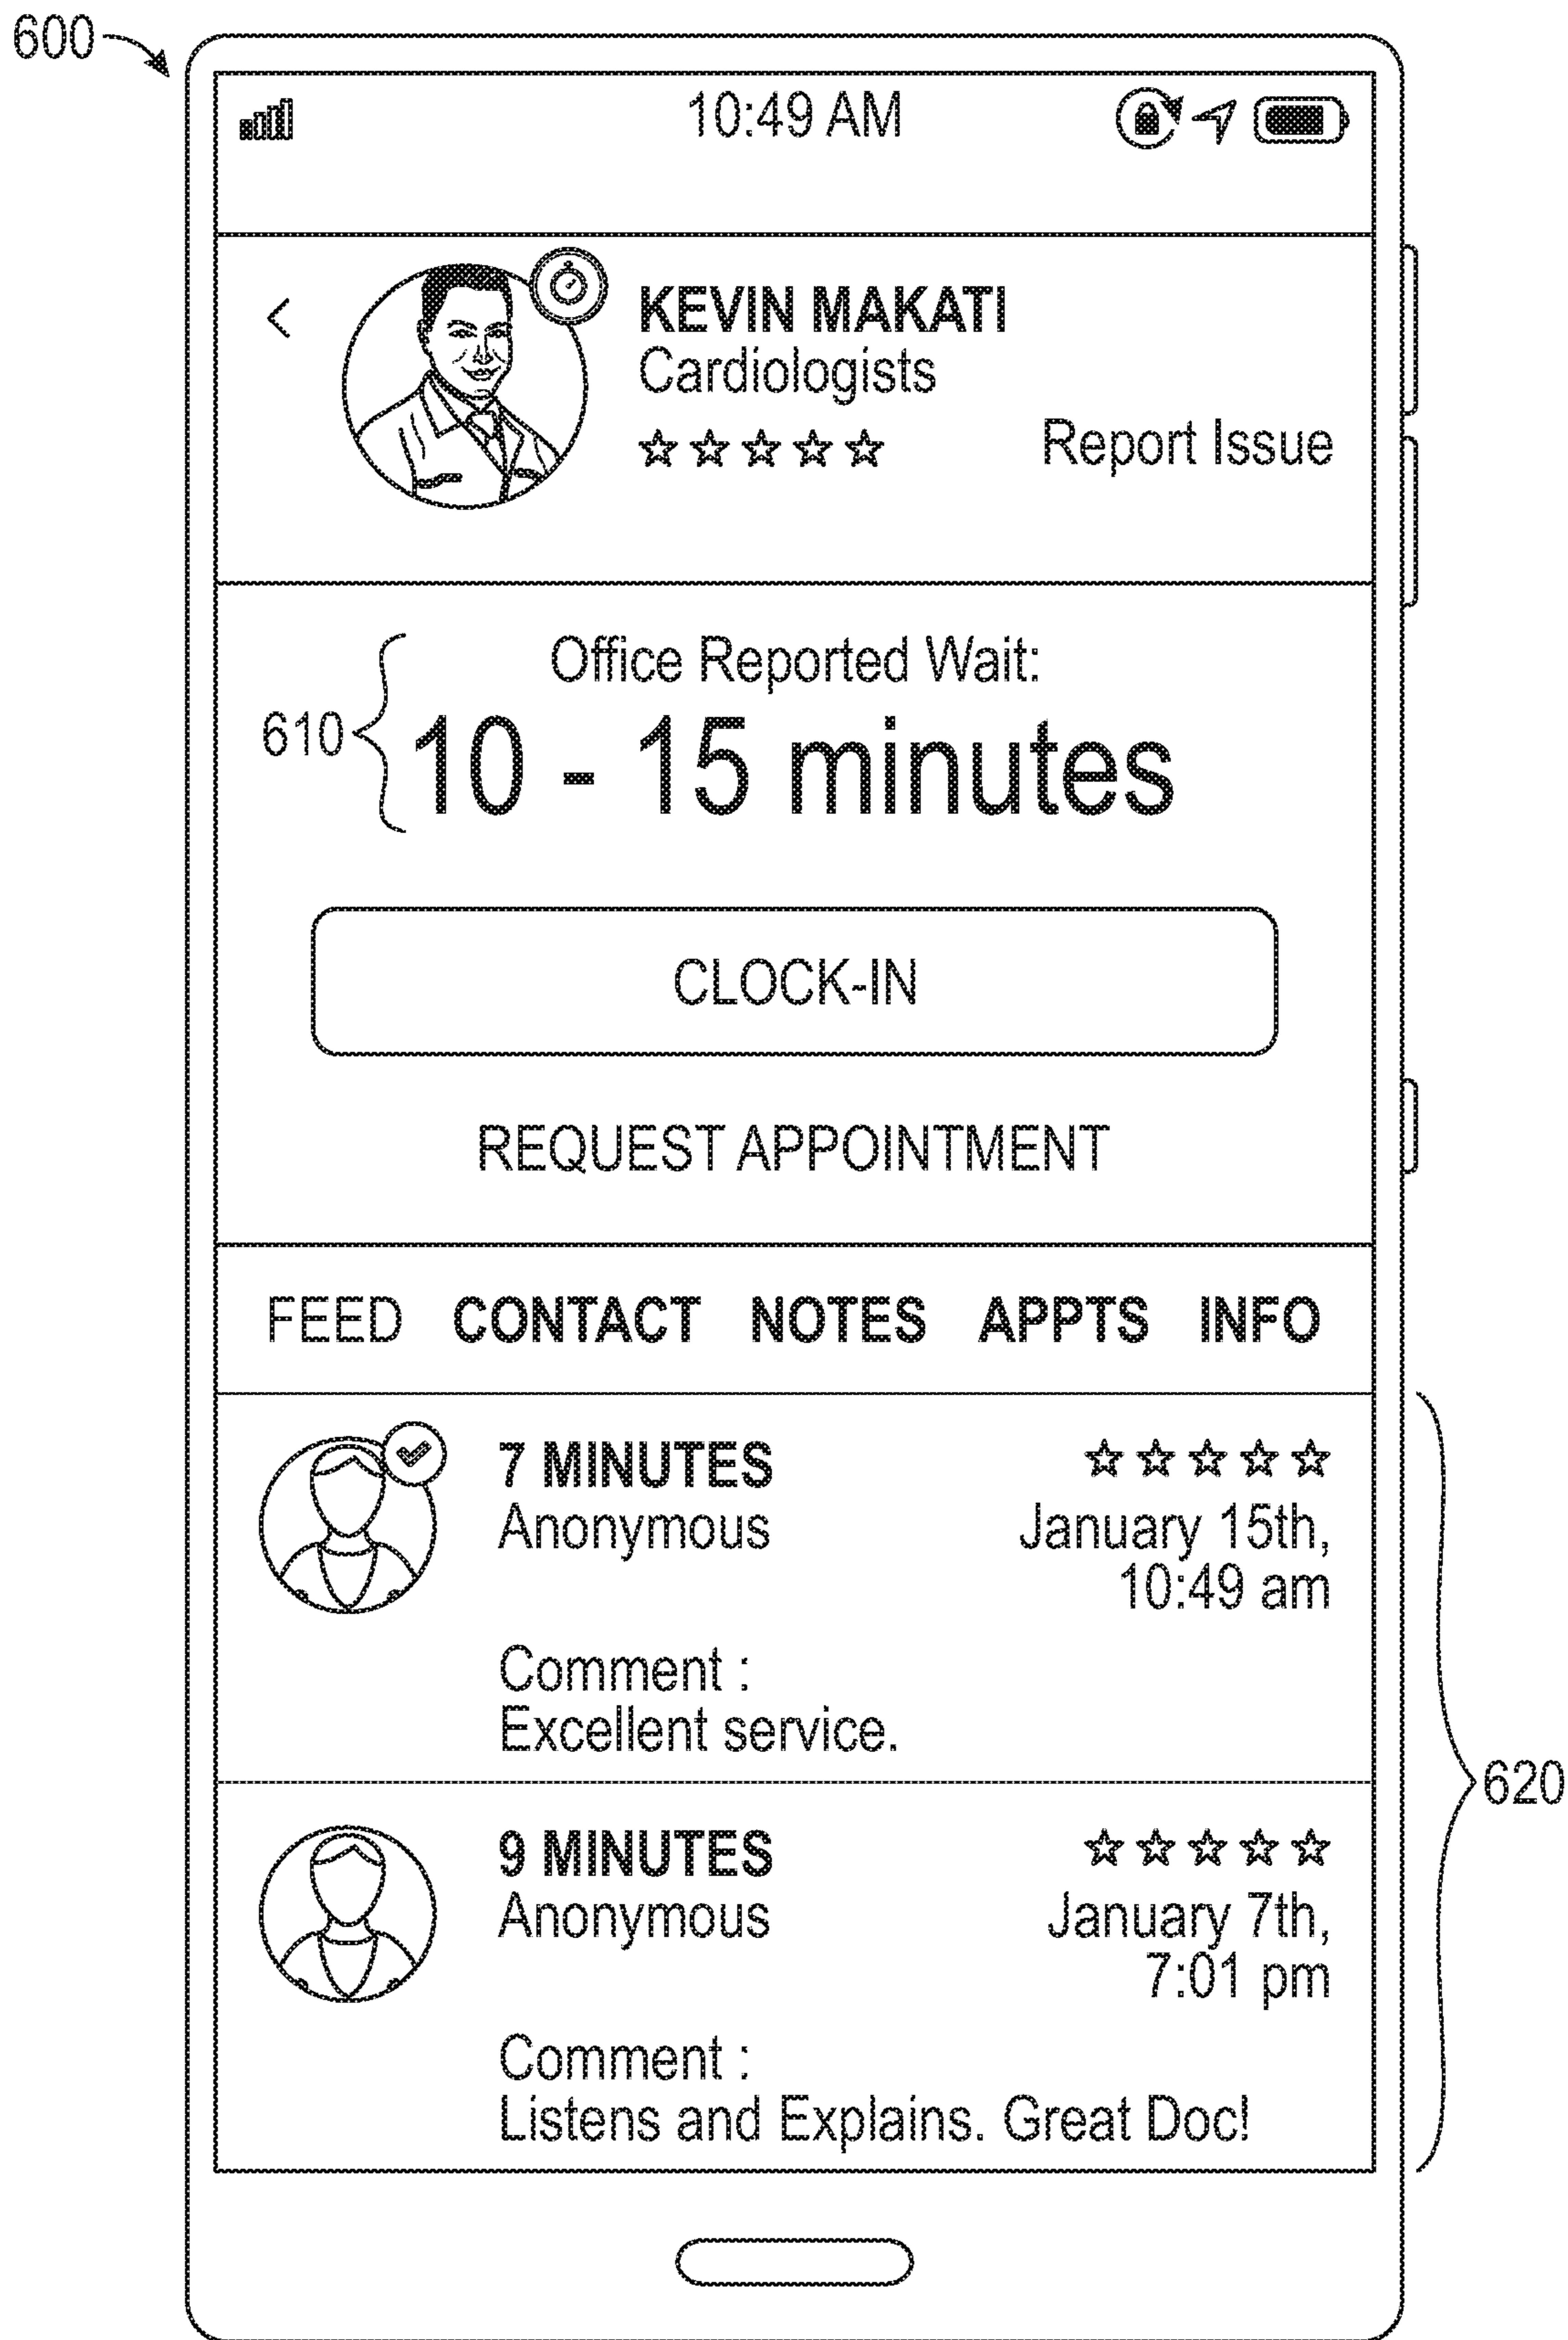 600
10:49 AM
KEVIN MAKATI
Cardiologists
Report Issue
Office Reported Wait:
610
10 - 15 minutes
CLOCK-IN
REQUEST APPOINTMENT
FEED CONTACT NOTES APPTS INFO
7 MINUTES
Anonymous
January 15th,
10:49 am
Comment :
Excellent service.
620
9 MINUTES
Anonymous
January 7th,
7:01 pm
Comment :
Listens and Explains. Great Doc!